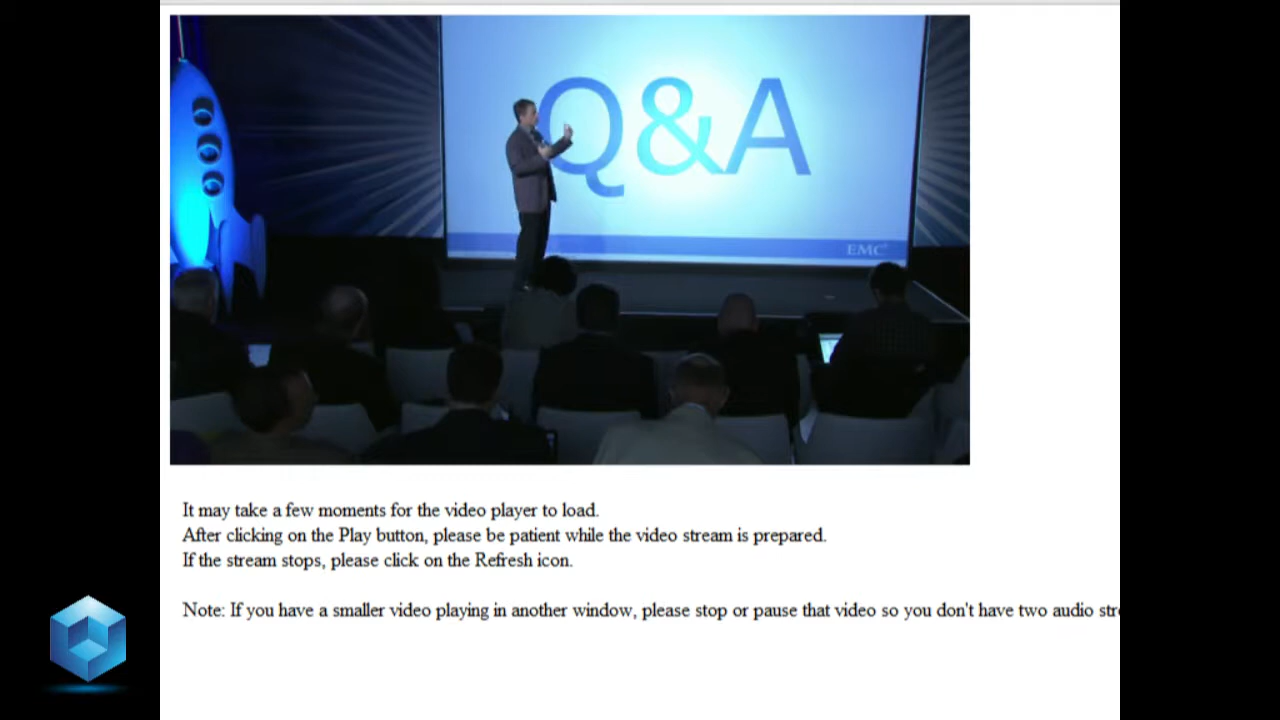 Q&A
EMC²
It may take a few moments for the video player to load.
After clicking on the Play button, please be patient while the video stream is prepared.
If the stream stops, please click on the Refresh icon.
Note: If you have a smaller video playing in another window, please stop or pause that video so you don't have two audio stre